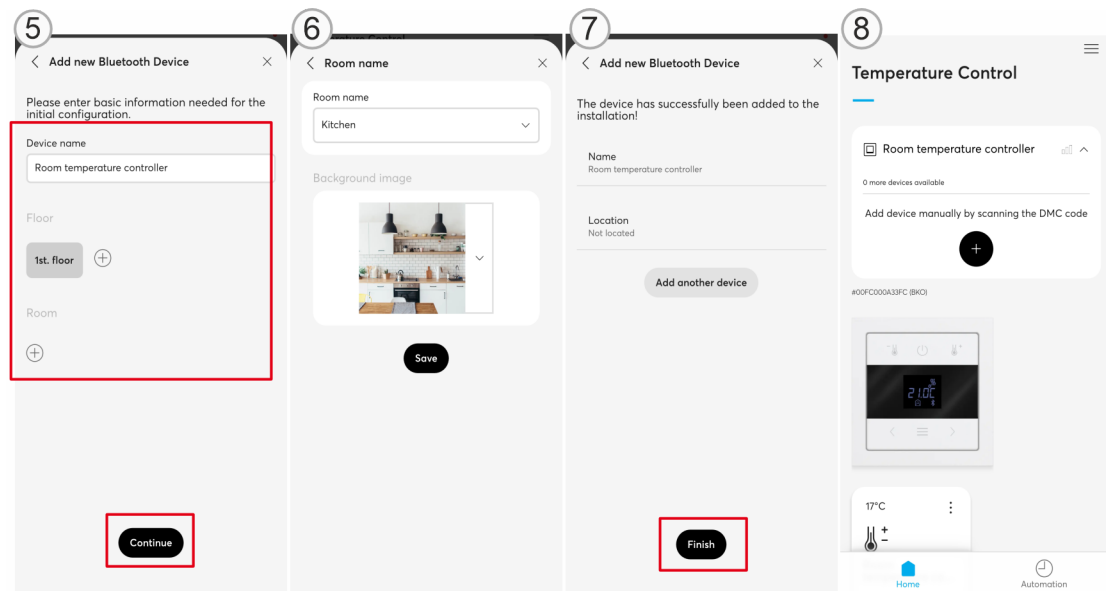 5
Add new Bluetooth Device
Please enter basic information needed for the
initial configuration.
Device name
Room temperature controller
Floor
1st. floor
Room
Continue
6
Room name
Room name
Kitchen
Background image
Save
7
Add new Bluetooth Device
The device has successfully been added to the
installation!
Name
Room temperature controller
Location
Not located
Add another device
Finish
8
Temperature Control
Room temperature controller
0 more devices available
Add device manually by scanning the DMC code
#00FC000A33FC (BKO)
21.0C
17°C
Home
Automation